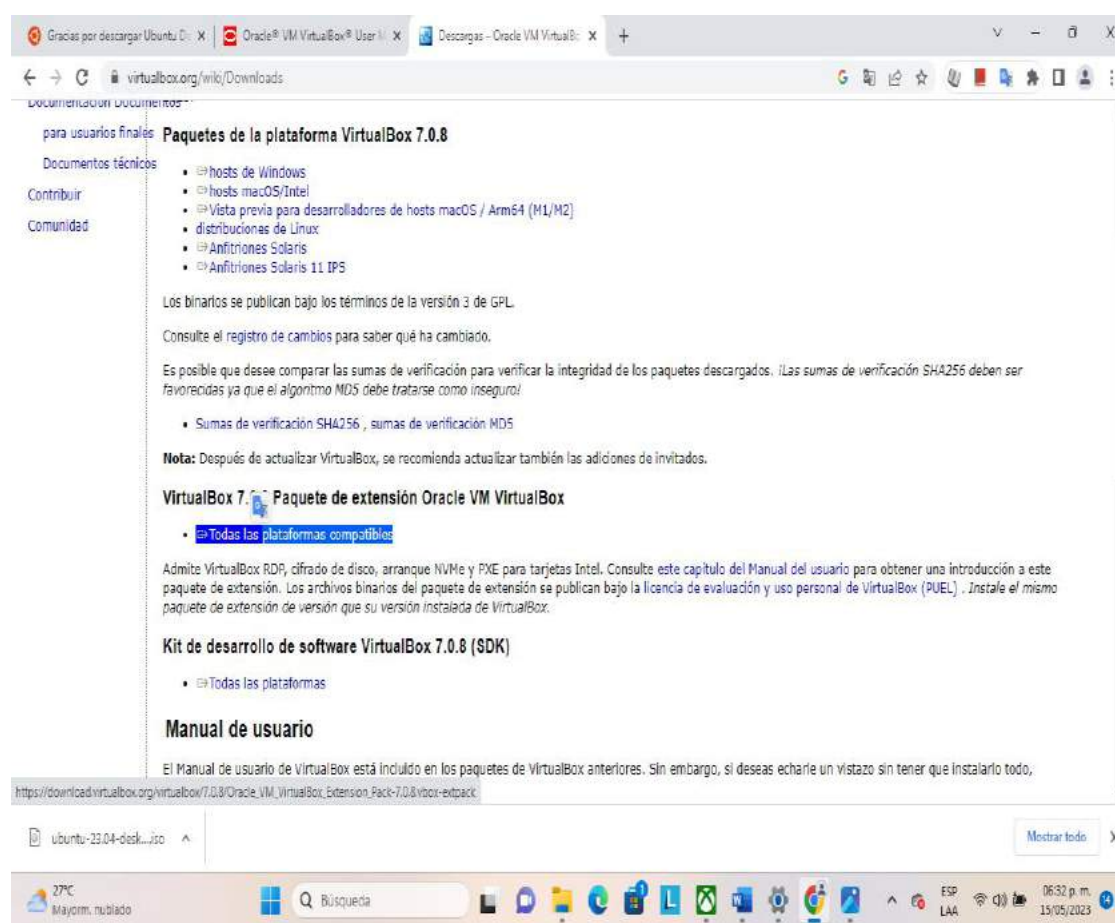 Gracias por descargar Ubuntu D
Oracle® VM VirtualBox® User
Descargas – Oracle VM VirtualBo
virtualbox.org/wiki/Downloads
Documentación Documentos
para usuarios finales
Documentos técnicos
Contribuir
Comunidad
Paquetes de la plataforma VirtualBox 7.0.8
hosts de Windows
hosts macOS/Intel
Vista previa para desarrolladores de hosts macOS / Arm64 (M1/M2)
distribuciones de Linux
Anfitriones Solaris
Anfitriones Solaris 11 IPS
Los binarios se publican bajo los términos de la versión 3 de GPL.
Consulte el registro de cambios para saber qué ha cambiado.
Es posible que desee comparar las sumas de verificación para verificar la integridad de los paquetes descargados. ¡Las sumas de verificación SHA256 deben ser
favorecidas ya que el algoritmo MD5 debe tratarse como inseguro!
Sumas de verificación SHA256 , sumas de verificación MD5
Nota: Después de actualizar VirtualBox, se recomienda actualizar también las adiciones de invitados.
VirtualBox 7. Paquete de extensión Oracle VM VirtualBox
Todas las plataformas compatibles
Admite VirtualBox RDP, cifrado de disco, arranque NVMe y PXE para tarjetas Intel. Consulte este capítulo del Manual del usuario para obtener una introducción a este
paquete de extensión. Los archivos binarios del paquete de extensión se publican bajo la licencia de evaluación y uso personal de VirtualBox (PUEL) . Instale el mismo
paquete de extensión de versión que su versión instalada de VirtualBox.
Kit de desarrollo de software VirtualBox 7.0.8 (SDK)
Todas las plataformas
Manual de usuario
El Manual de usuario de VirtualBox está incluido en los paquetes de VirtualBox anteriores. Sin embargo, si deseas echarle un vistazo sin tener que instalarlo todo,
https://download.virtualbox.org/virtualbox/7.0.8/Oracle_VM_VirtualBox_Extension_Pack-7.0.8.vbox-extpack
ubuntu-23.04-desk....iso
Mostrar todo
27°C
Mayorm. nublado
Búsqueda
ESP
LAA
06:32 p. m.
15/05/2023